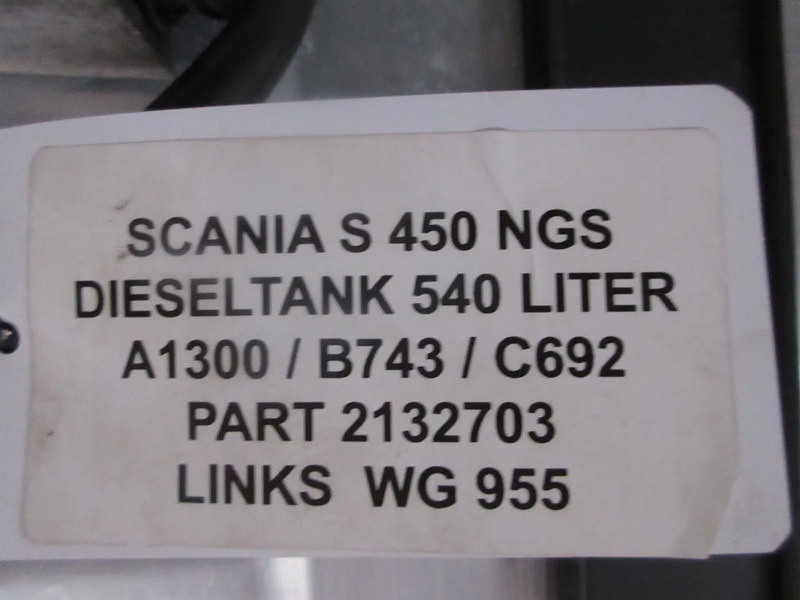 SCANIA S 450 NGS
DIESELTANK 540 LITER
A1300 / B743 / C692
PART 2132703
LINKS WG 955